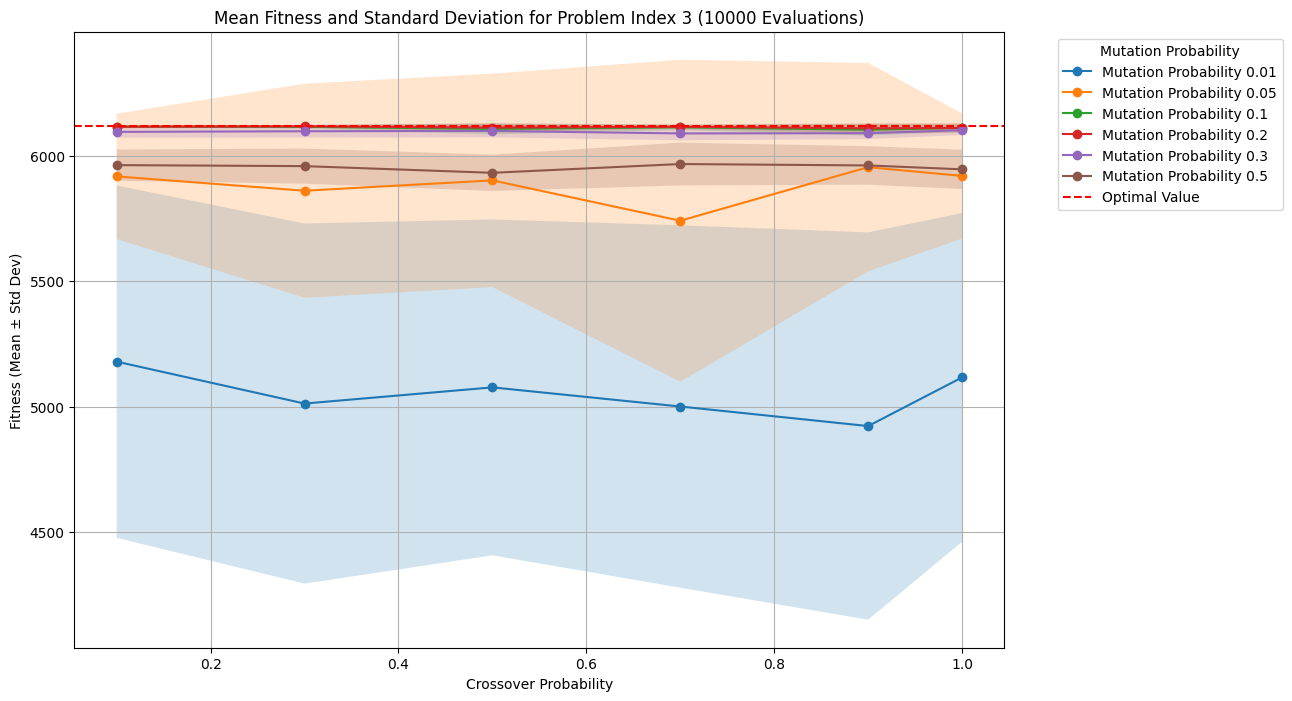 Mean Fitness and Standard Deviation for Problem Index 3 (10000 Evaluations)
Fitness (Mean ± Std Dev)
6000
5500
5000
4500
0.2
0.4
0.6
0.8
1.0
Crossover Probability
Mutation Probability
Mutation Probability 0.01
Mutation Probability 0.05
Mutation Probability 0.1
Mutation Probability 0.2
Mutation Probability 0.3
Mutation Probability 0.5
Optimal Value